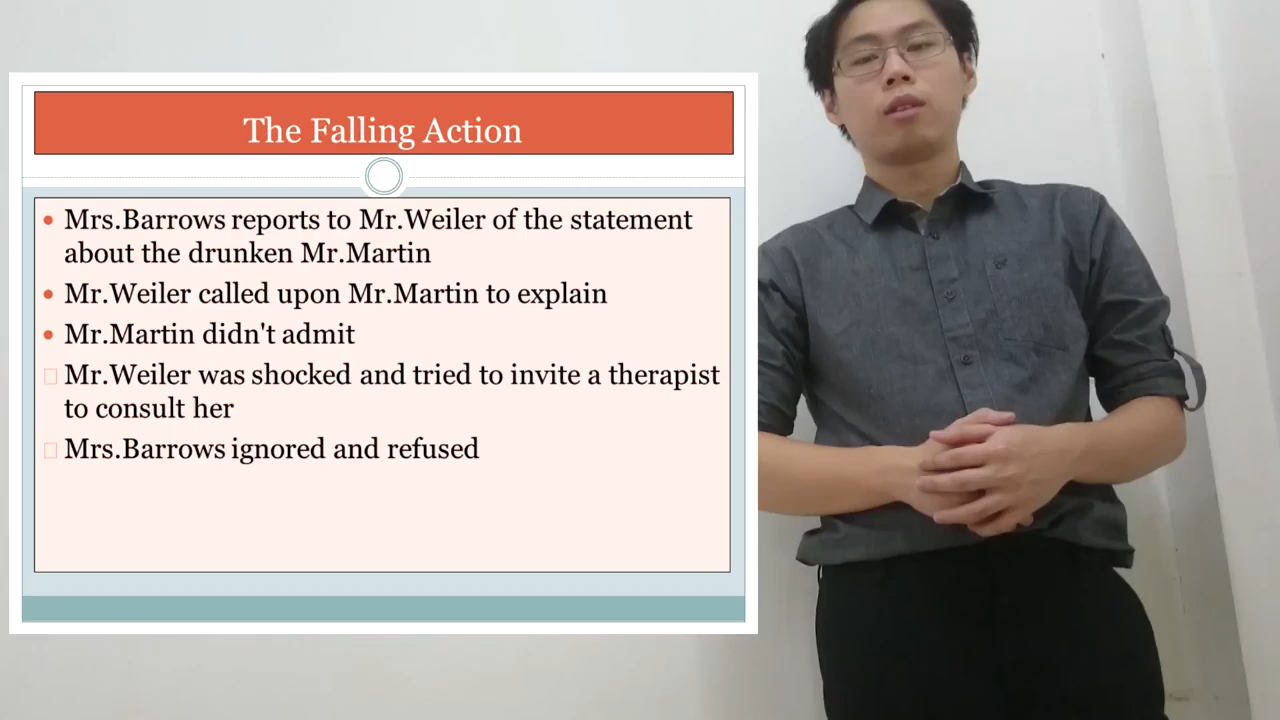 The Falling Action
Mrs.Barrows reports to Mr.Weiler of the statement
about the drunken Mr.Martin
Mr.Weiler called upon Mr.Martin to explain
Mr.Martin didn't admit
Mr.Weiler was shocked and tried to invite a therapist
to consult her
Mrs.Barrows ignored and refused